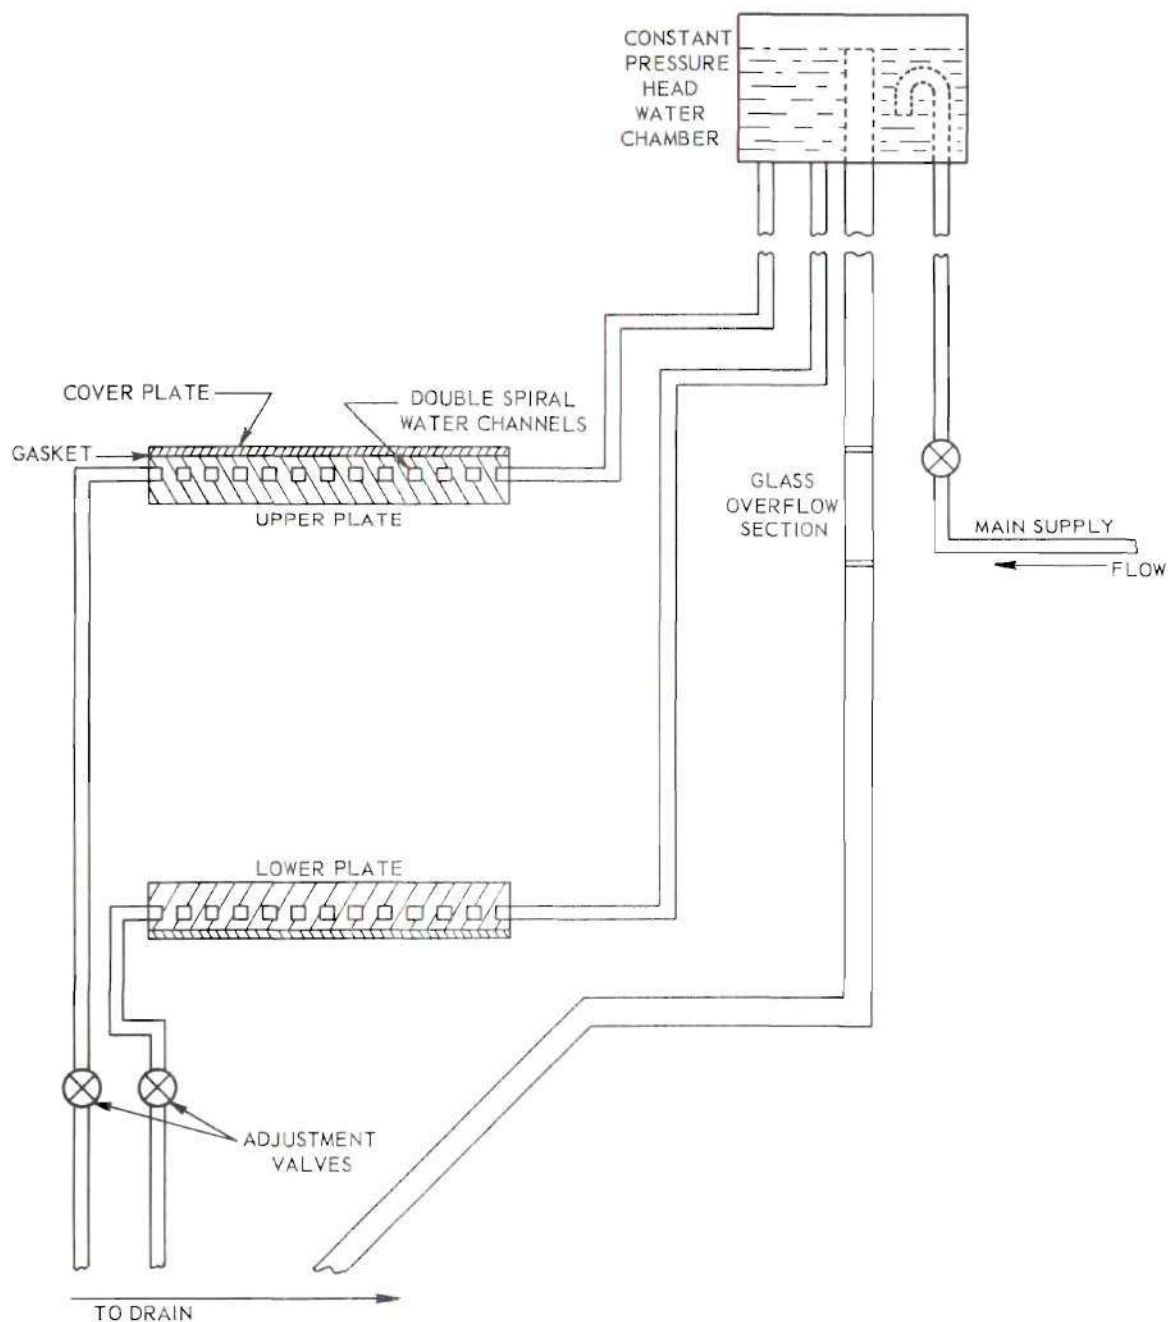 CONSTANT
PRESSURE
HEAD
WATER
CHAMBER
COVER PLATE
DOUBLE SPIRAL
WATER CHANNELS
GASKET
UPPER PLATE
GLASS
OVERFLOW
SECTION
MAIN SUPPLY
FLOW
LOWER PLATE
ADJUSTMENT
VALVES
TO DRAIN